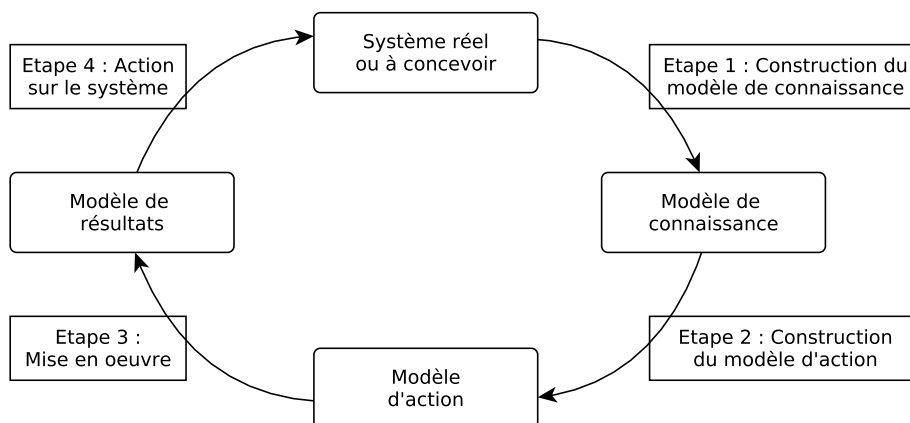 Système réel
ou à concevoir
Etape 4 : Action
sur le système
Etape 1 : Construction du
modèle de connaissance
Modèle de
résultats
Modèle de
connaissance
Etape 3 :
Mise en oeuvre
Etape 2 : Construction
du modèle d'action
Modèle
d'action